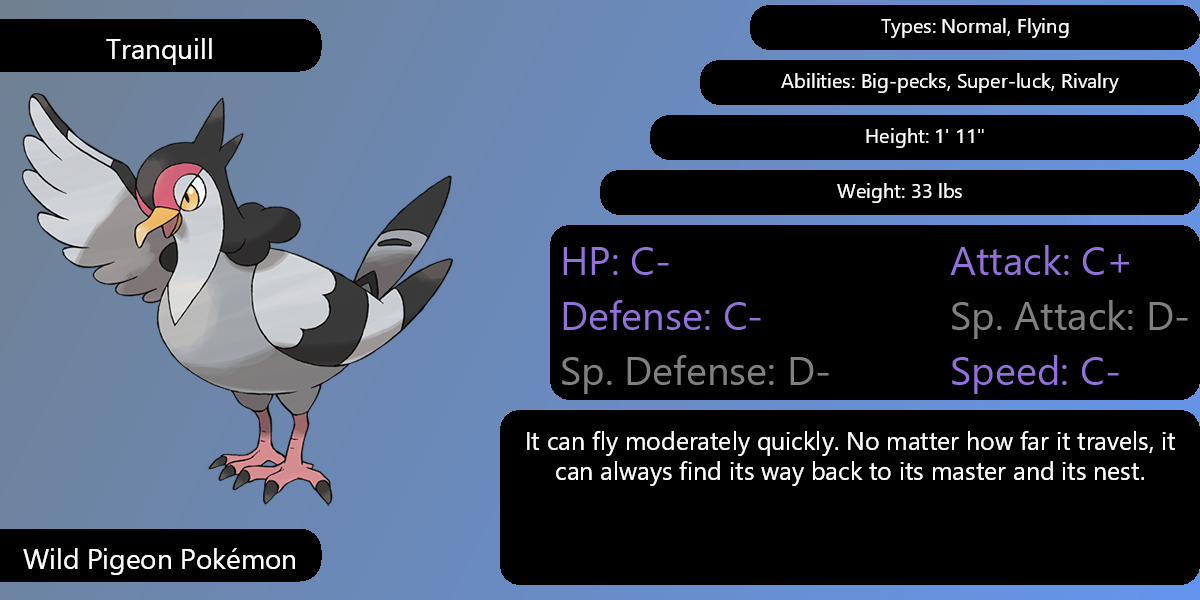 Tranquill
Types: Normal, Flying
Abilities: Big-pecks, Super-luck, Rivalry
Height: 1' 11"
Weight: 33 lbs
HP: C-
Attack: C+
Defense: C-
Sp. Attack: D-
Sp. Defense: D-
Speed: C-
It can fly moderately quickly. No matter how far it travels, it
can always find its way back to its master and its nest.
Wild Pigeon Pokémon